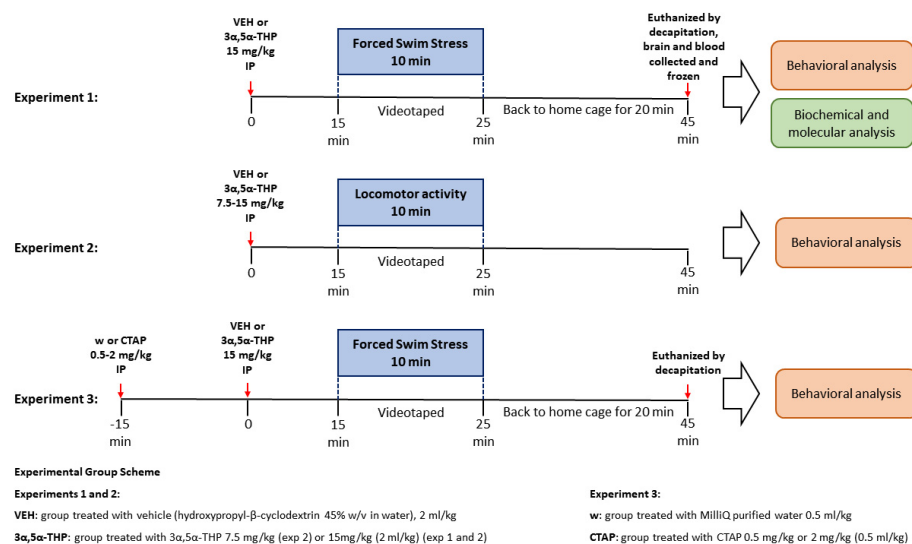 VEH or
3α,5α-THP
15 mg/kg
IP
Forced Swim Stress
10 min
Euthanized by
decapitation,
brain and blood
collected and
frozen
Behavioral analysis
Experiment 1:
Videotaped
Back to home cage for 20 min
0
15
min
25
min
45
min
Biochemical and
molecular analysis
VEH or
3α,5α-THP
7.5-15 mg/kg
IP
Locomotor activity
10 min
Experiment 2:
Videotaped
0
15
min
25
min
45
min
Behavioral analysis
w or CTAP
0.5-2 mg/kg
IP
VEH or
3α,5α-THP
15 mg/kg
IP
Forced Swim Stress
10 min
Euthanized by
decapitation
Experiment 3:
Videotaped
Back to home cage for 20 min
-15
min
0
15
min
25
min
45
min
Behavioral analysis
Experimental Group Scheme
Experiments 1 and 2:
VEH: group treated with vehicle (hydroxypropyl-β-cyclodextrin 45% w/v in water), 2 ml/kg
3α,5α-THP: group treated with 3α,5α-THP 7.5 mg/kg (exp 2) or 15mg/kg (2 ml/kg) (exp 1 and 2)
Experiment 3:
w: group treated with MilliQ purified water 0.5 ml/kg
CTAP: group treated with CTAP 0.5 mg/kg or 2 mg/kg (0.5 ml/kg)